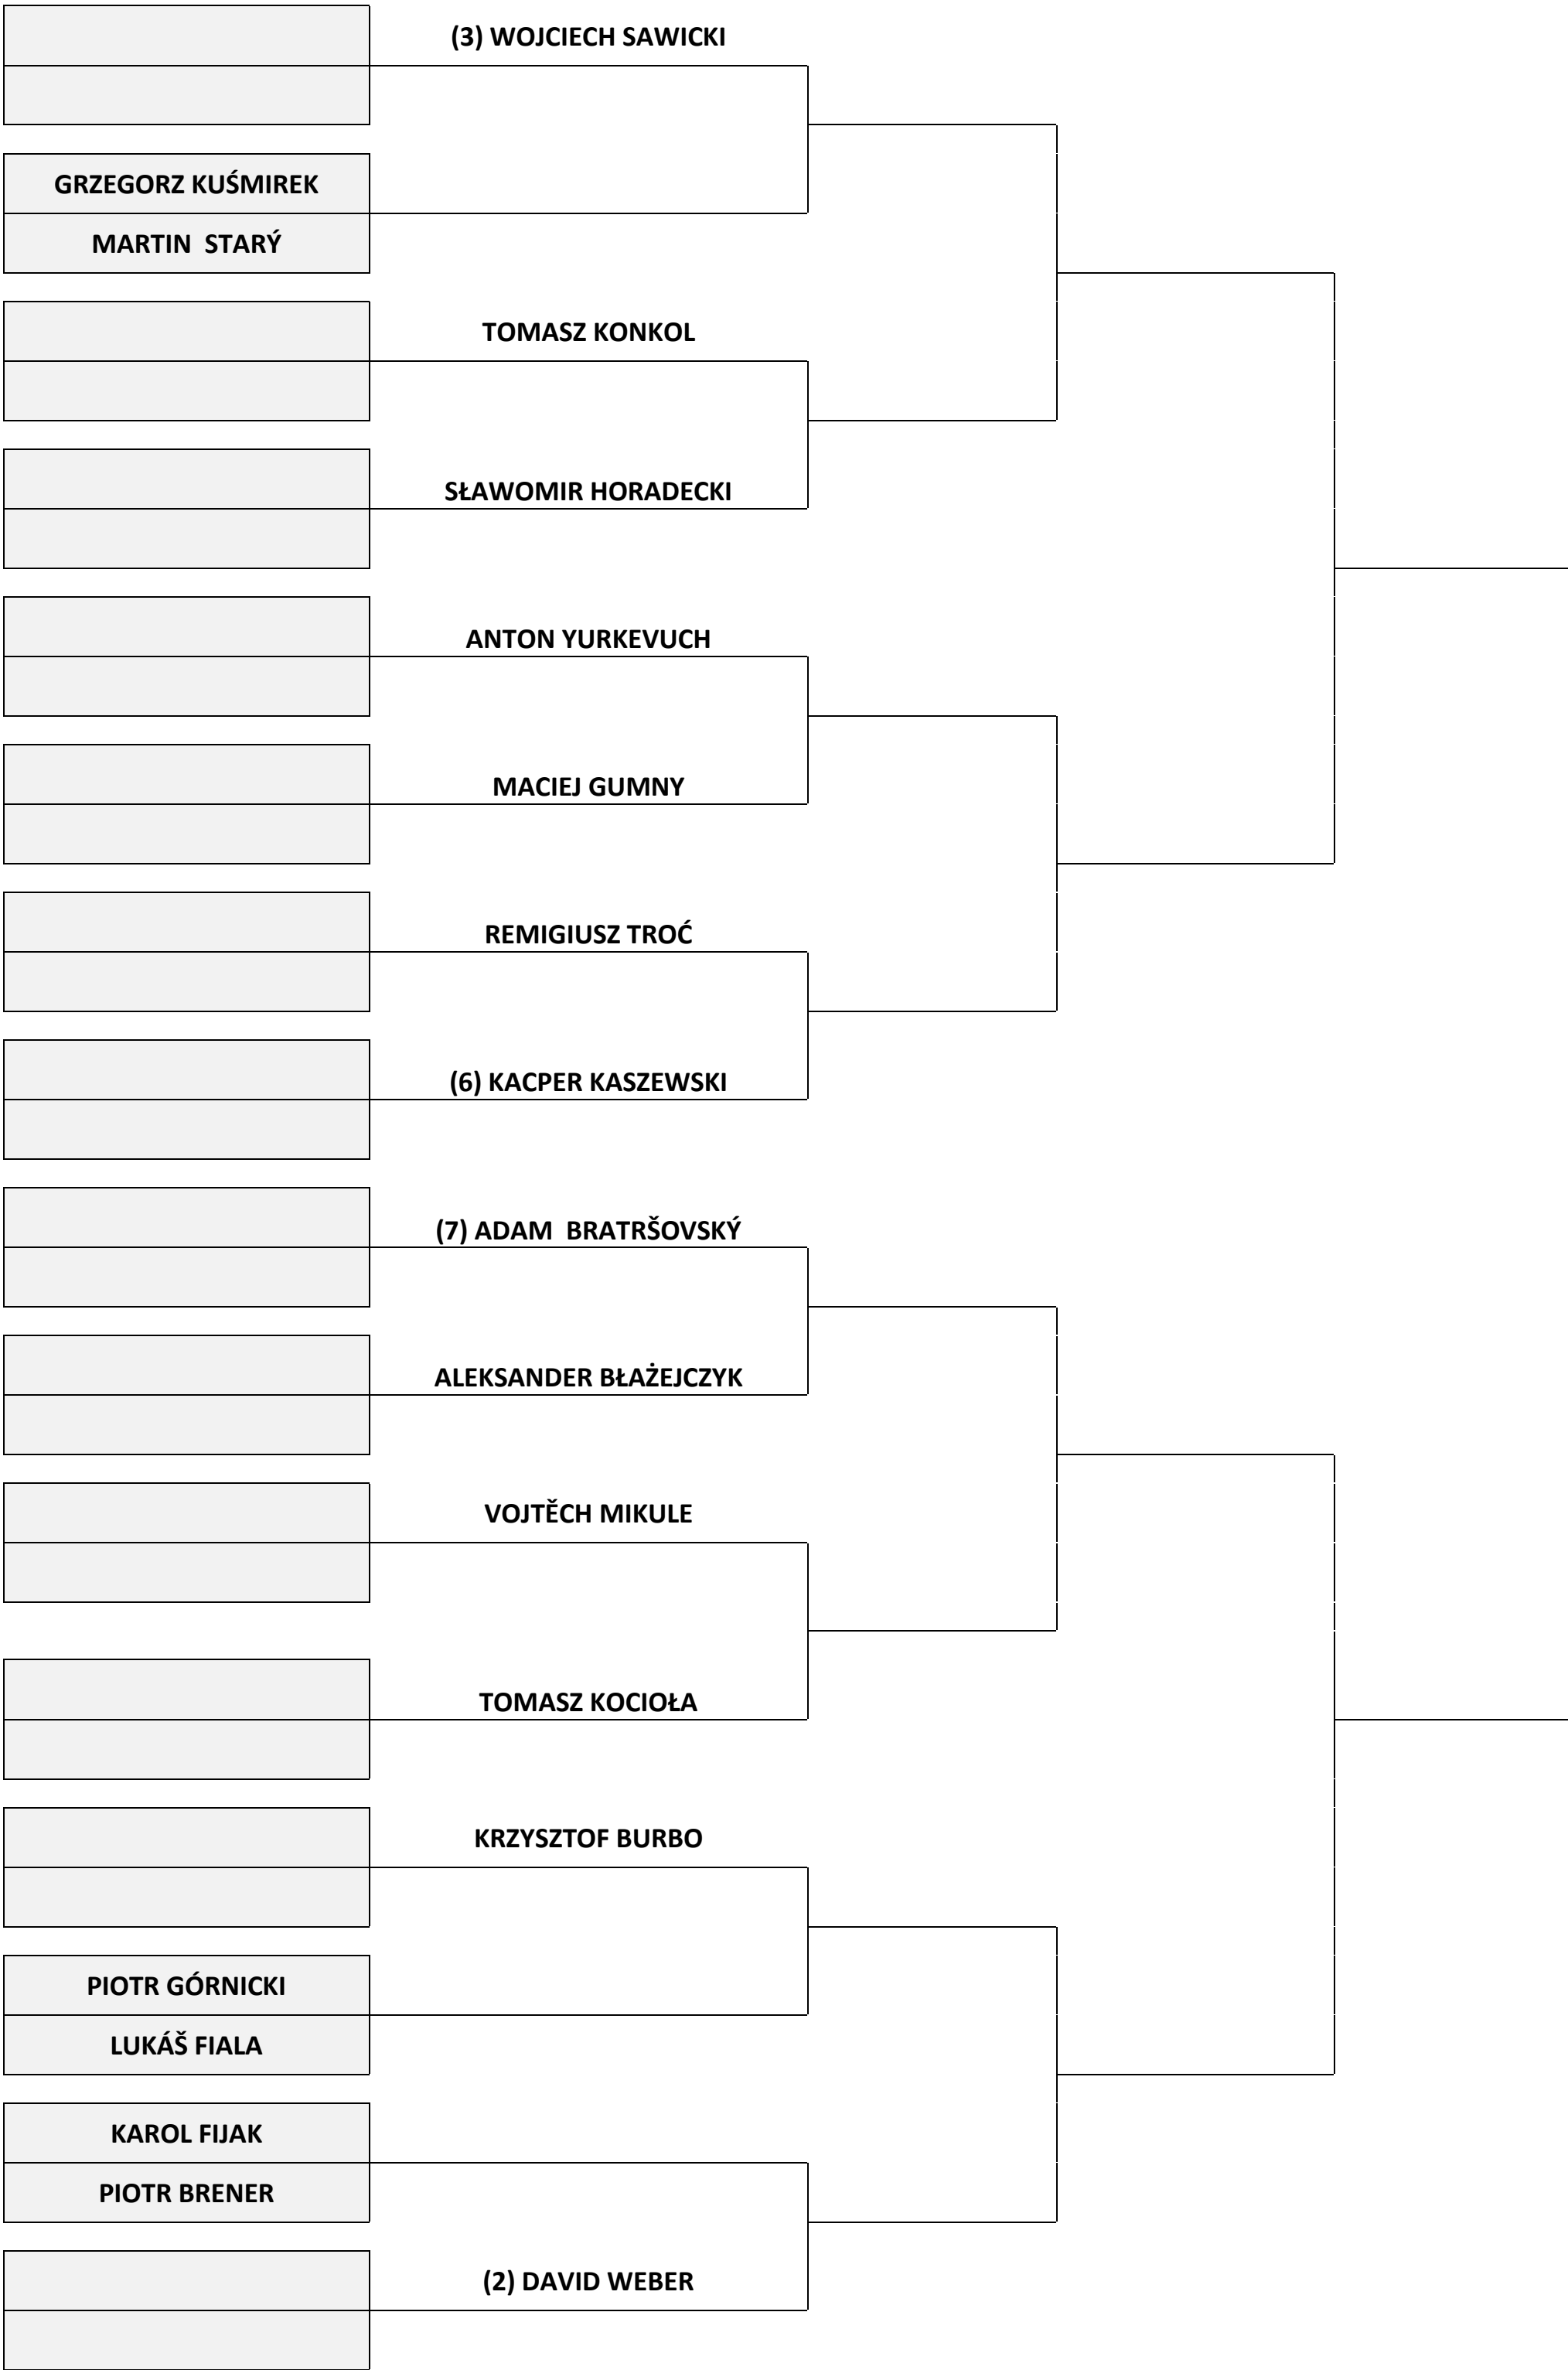 (3) WOJCIECH SAWICKI
GRZEGORZ KUŚMIREK
MARTIN  STARÝ
TOMASZ KONKOL
SŁAWOMIR HORADECKI
ANTON YURKEVUCH
MACIEJ GUMNY
REMIGIUSZ TROĆ
(6) KACPER KASZEWSKI
(7) ADAM  BRATRŠOVSKÝ
ALEKSANDER BŁAŻEJCZYK
VOJTĚCH MIKULE
TOMASZ KOCIOŁA
KRZYSZTOF BURBO
PIOTR GÓRNICKI
LUKÁŠ FIALA
KAROL FIJAK
PIOTR BRENER
(2) DAVID WEBER